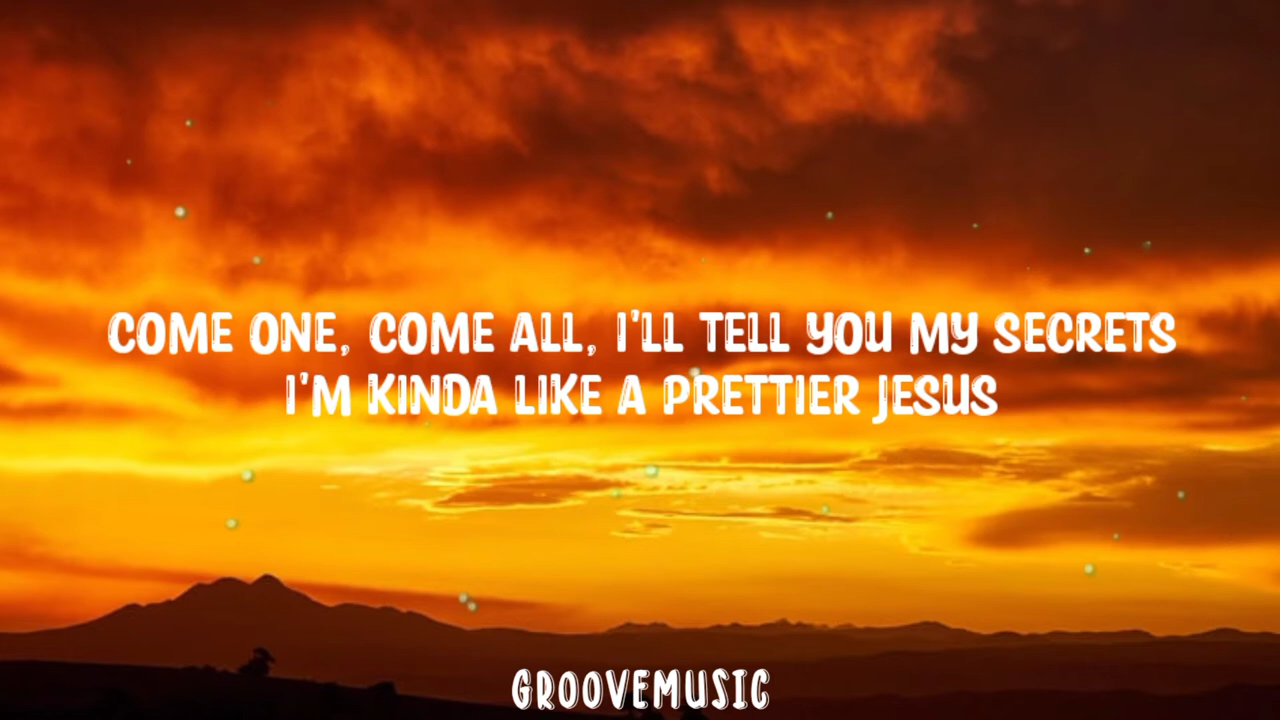 COME ONE, COME ALL, I'LL TELL YOU MY SECRETS
I'M KINDA LIKE A PRETTIER JESUS
GROOVEMUSIC